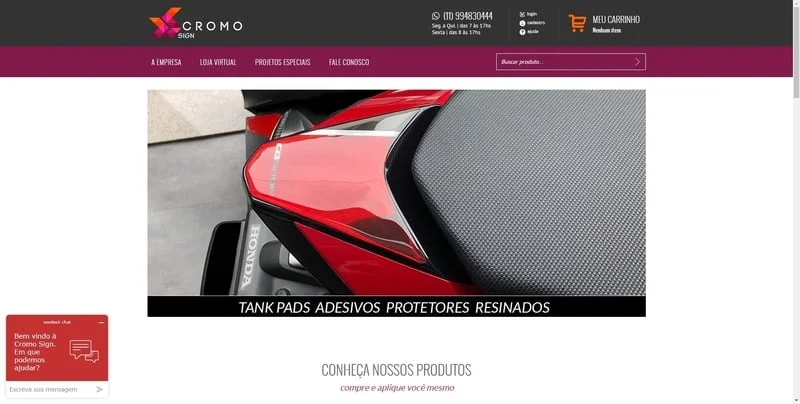 CROMO
SIGN
(11) 994830444
Seg. a Qui. | das 7 às 17hs
Sexta | das 8 às 17hs
login
cadastro
ajuda
MEU CARRINHO
Nenhum item
A EMPRESA
LOJA VIRTUAL
PROJETOS ESPECIAIS
FALE CONOSCO
Buscar produto...
HONDA
TANK PADS ADESIVOS PROTETORES RESINADOS
zendesk chat
Bem vindo à
Cromo Sign.
Em que
podemos
ajudar?
Escreva sua mensagem
CONHEÇA NOSSOS PRODUTOS
compre e aplique você mesmo